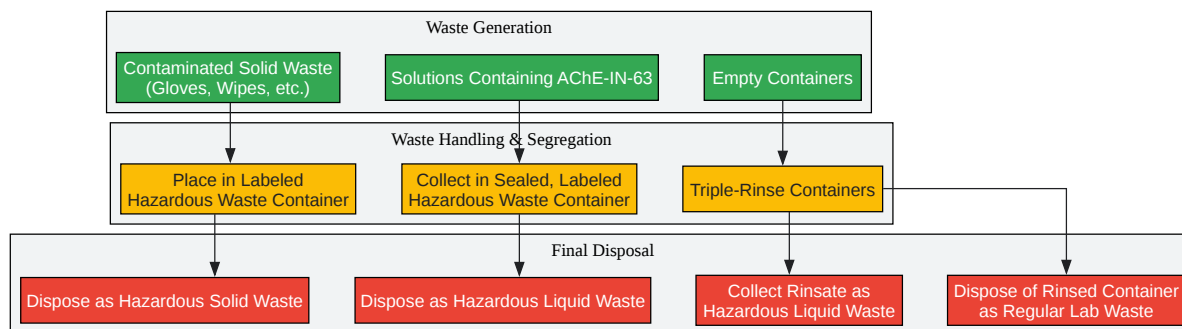 Waste Generation
Contaminated Solid Waste
(Gloves, Wipes, etc.)
Solutions Containing AChE-IN-63
Empty Containers
Waste Handling & Segregation
Place in Labeled
Hazardous Waste Container
Collect in Sealed, Labeled
Hazardous Waste Container
Triple-Rinse Containers
Final Disposal
Dispose as Hazardous Solid Waste
Dispose as Hazardous Liquid Waste
Collect Rinsate as
Hazardous Liquid Waste
Dispose of Rinsed Container
as Regular Lab Waste